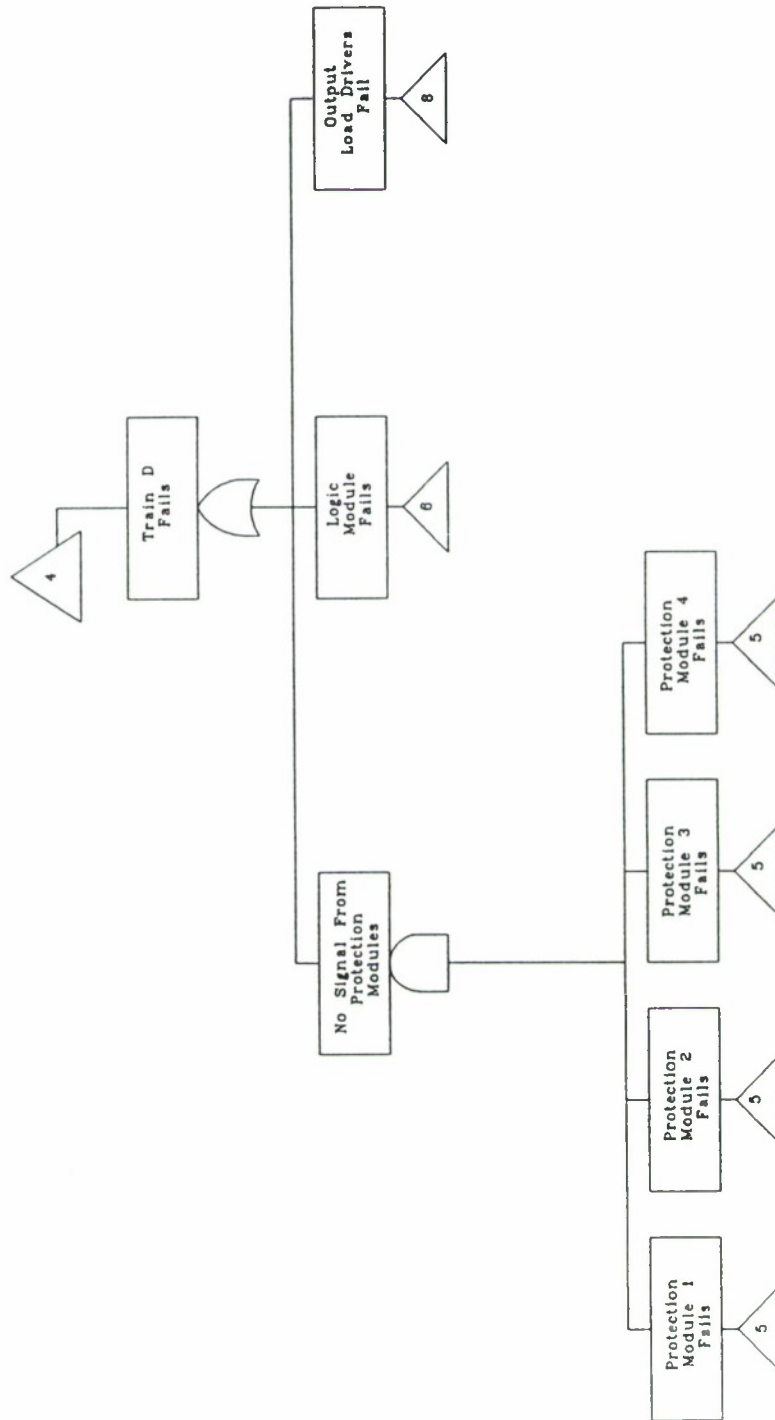 4
Train D
Fails
No Signal From
Protection
Modules
Logic
Module
Fails
6
Output
Load Drivers
Fail
8
Protection
Module 1
Fails
5
Protection
Module 2
Fails
5
Protection
Module 3
Fails
5
Protection
Module 4
Fails
5